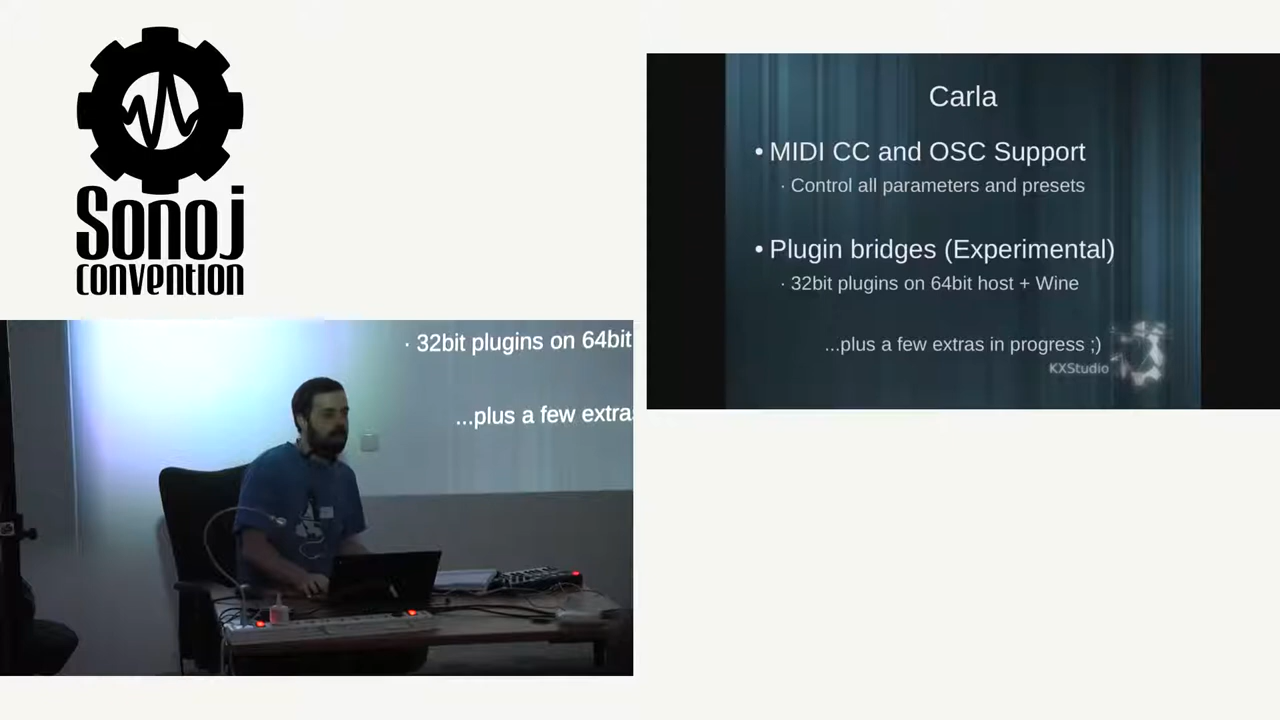 Sonoj
convention
Carla
• MIDI CC and OSC Support
· Control all parameters and presets
• Plugin bridges (Experimental)
· 32bit plugins on 64bit host + Wine
...plus a few extras in progress ;)
KXStudio
· 32bit plugins on 64bit
...plus a few extras